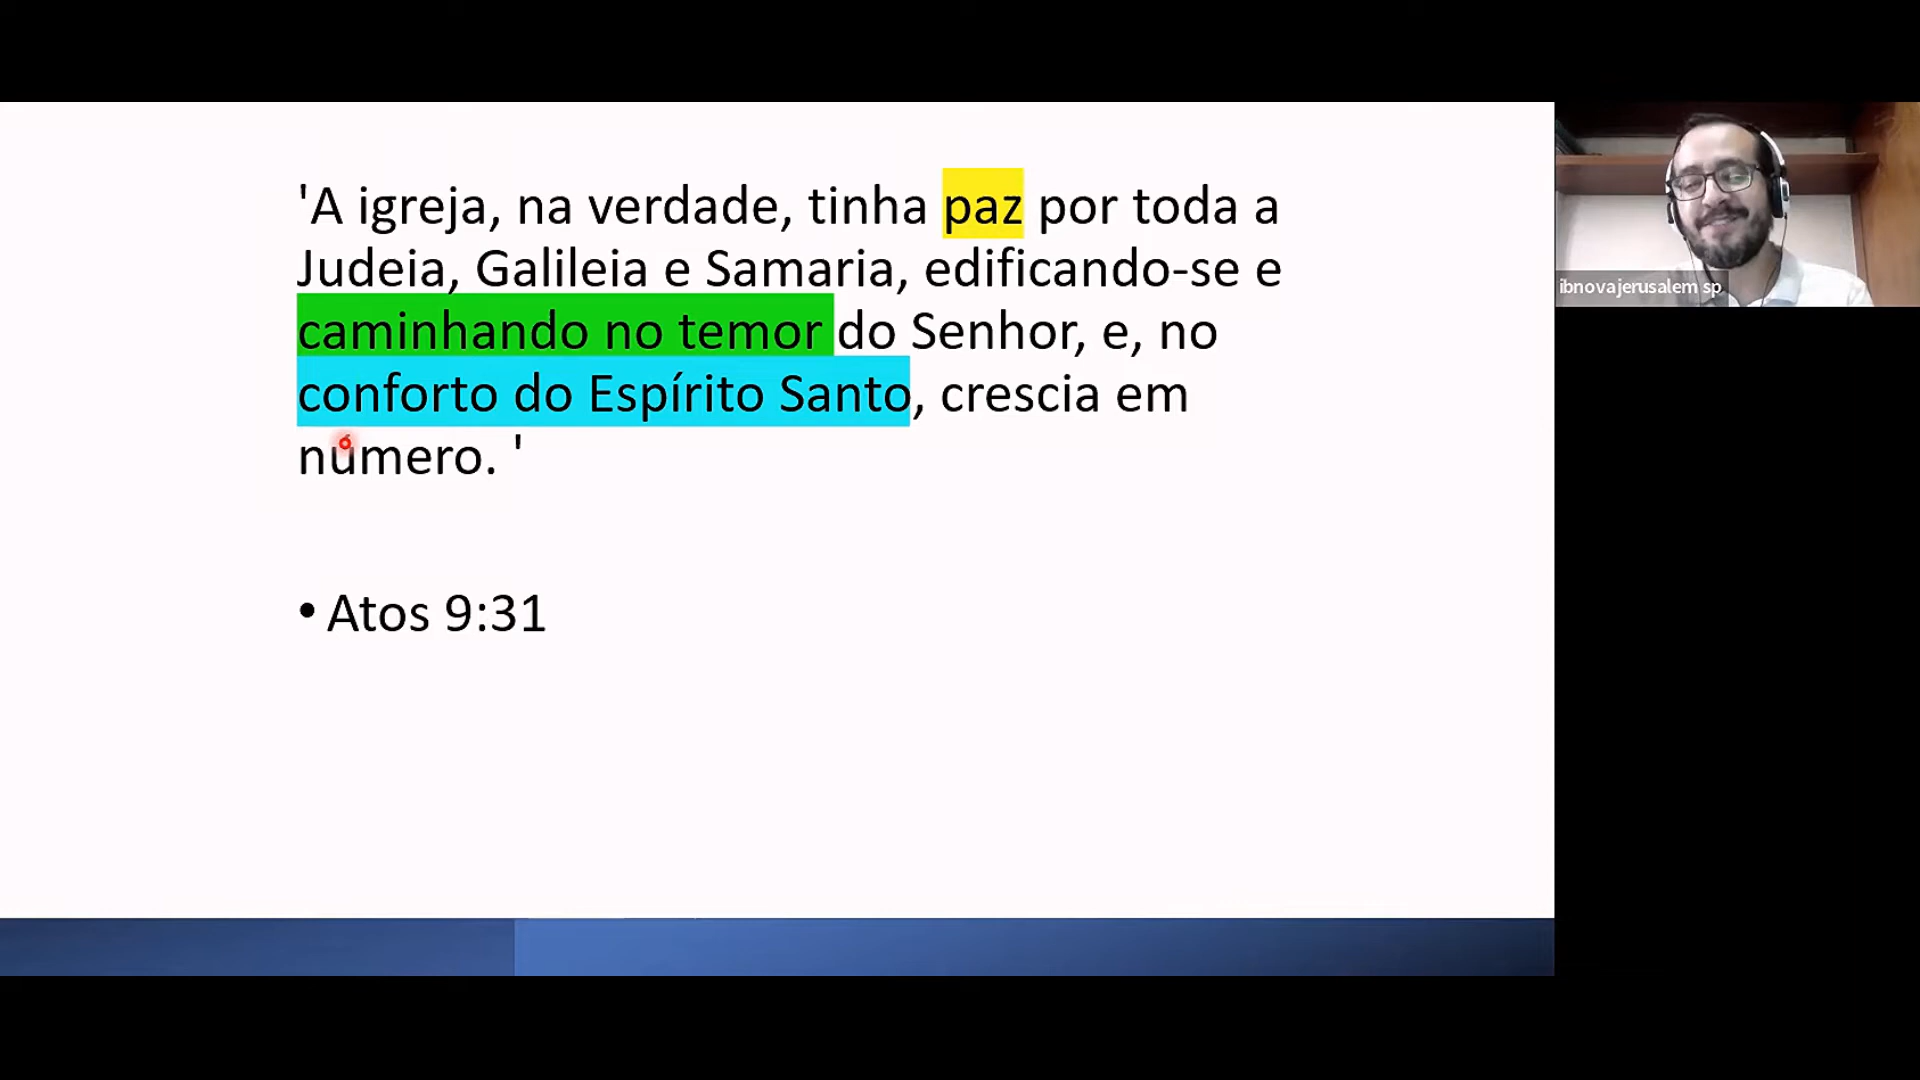 'A igreja, na verdade, tinha paz por toda a
Judeia, Galileia e Samaria, edificando-se e
caminhando no temor do Senhor, e, no
conforto do Espírito Santo, crescia em
número. '
• Atos 9:31
ibnovajerusalem sp